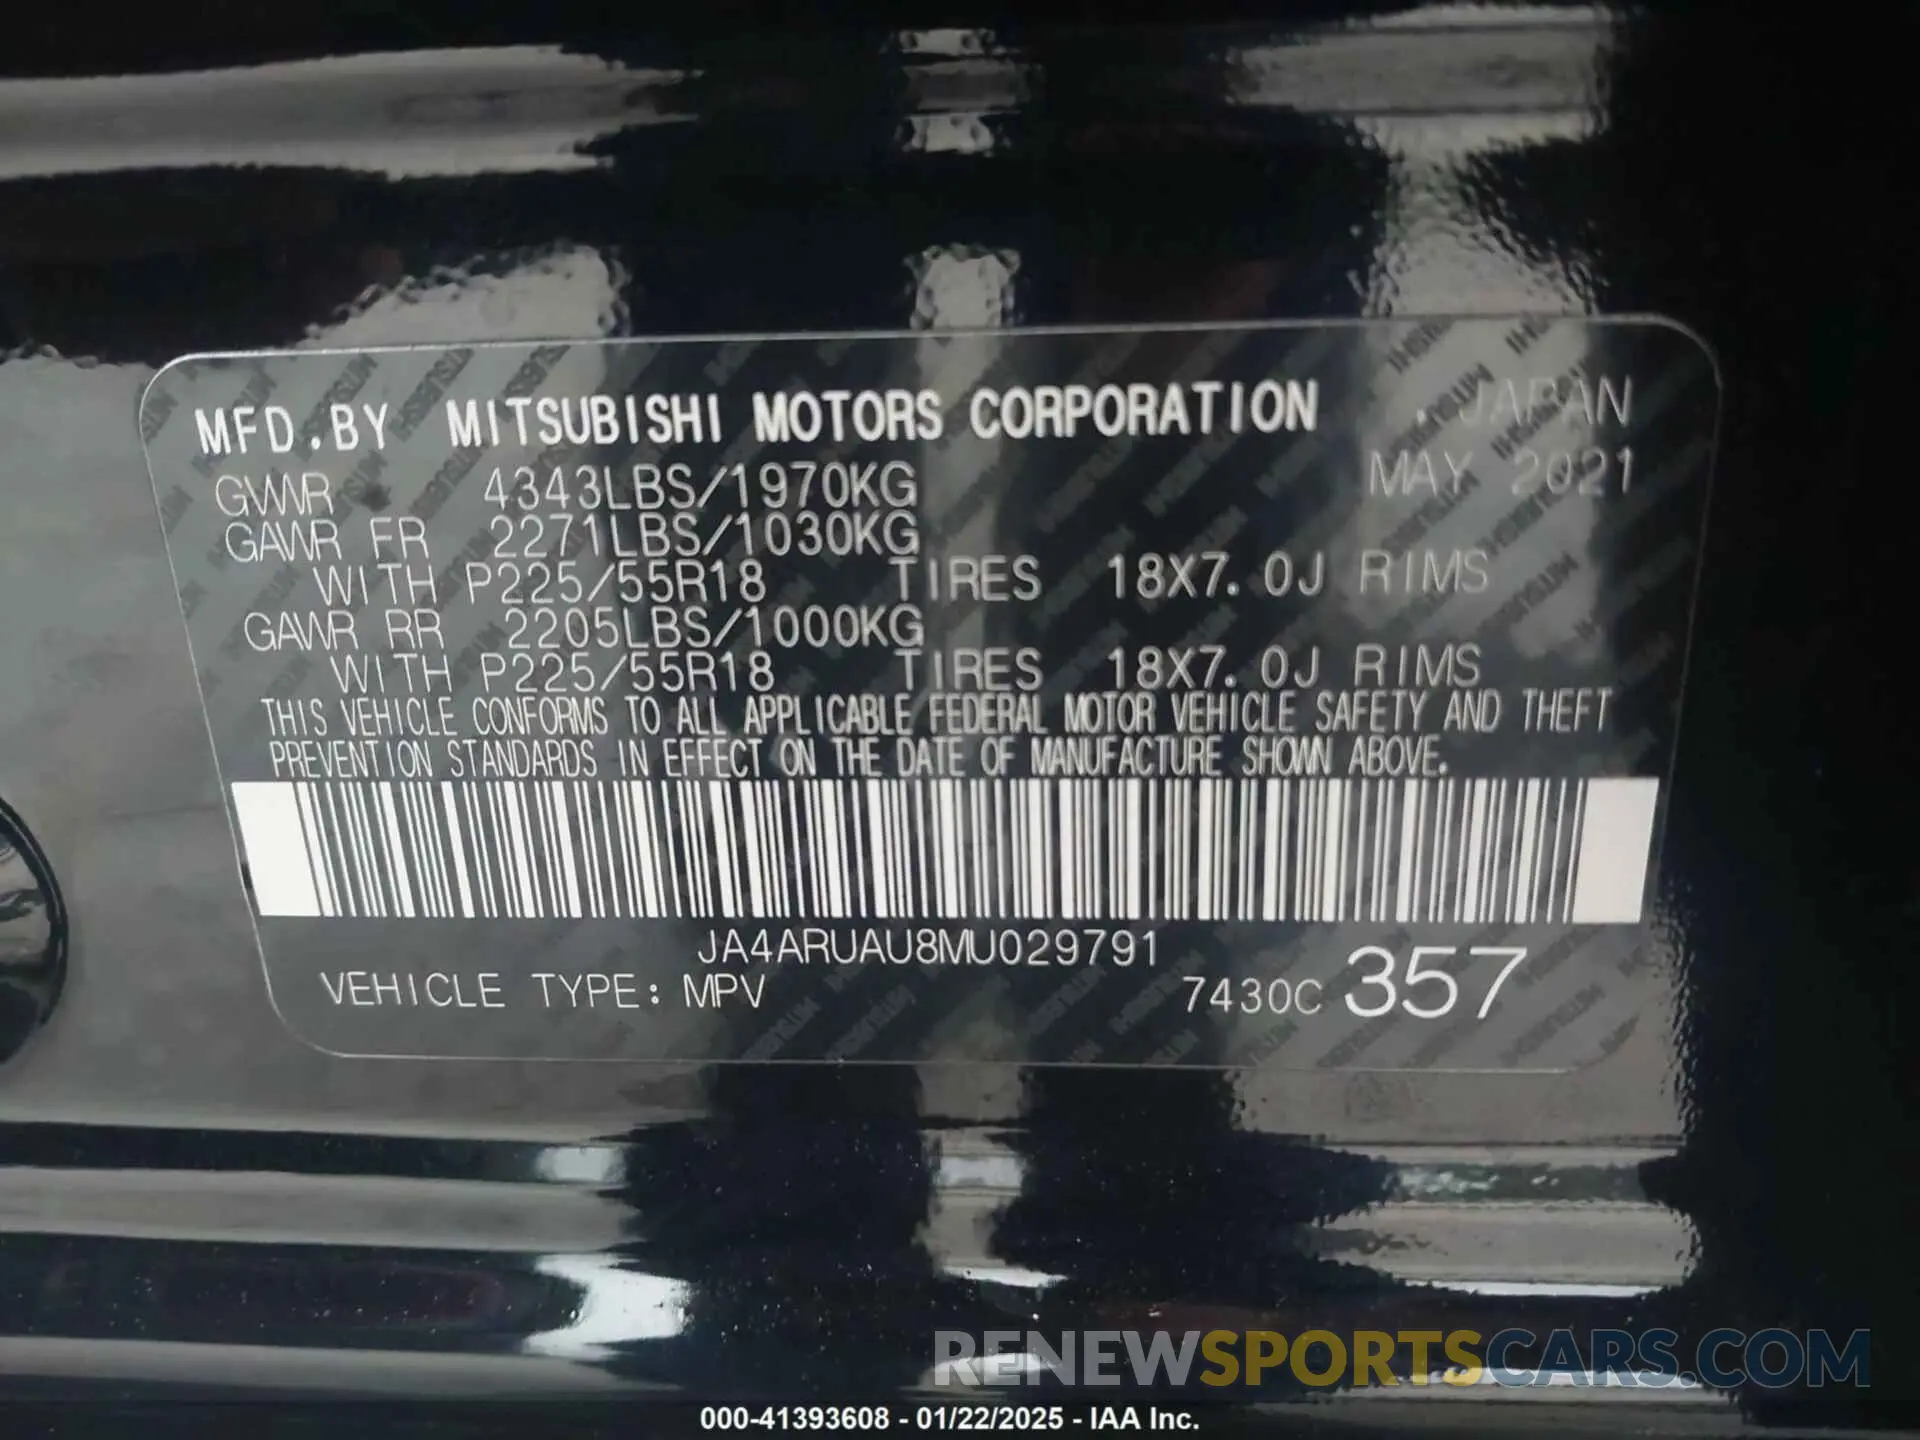 MFD.BY MITSUBISHI MOTORS CORPORATION . JAPAN
GVWR 4343LBS/1970KG MAY 2021
GAWR FR 2271LBS/1030KG
WITH P225/55R18 TIRES 18X7.0J RIMS
GAWR RR 2205LBS/1000KG
WITH P225/55R18 TIRES 18X7.0J RIMS
THIS VEHICLE CONFORMS TO ALL APPLICABLE FEDERAL MOTOR VEHICLE SAFETY AND THEFT
PREVENTION STANDARDS IN EFFECT ON THE DATE OF MANUFACTURE SHOWN ABOVE.
JA4ARUAU8MU029791
VEHICLE TYPE: MPV 7430C 357
RENEWSPORTSCARS.COM
000-41393608 - 01/22/2025 - IAA Inc.